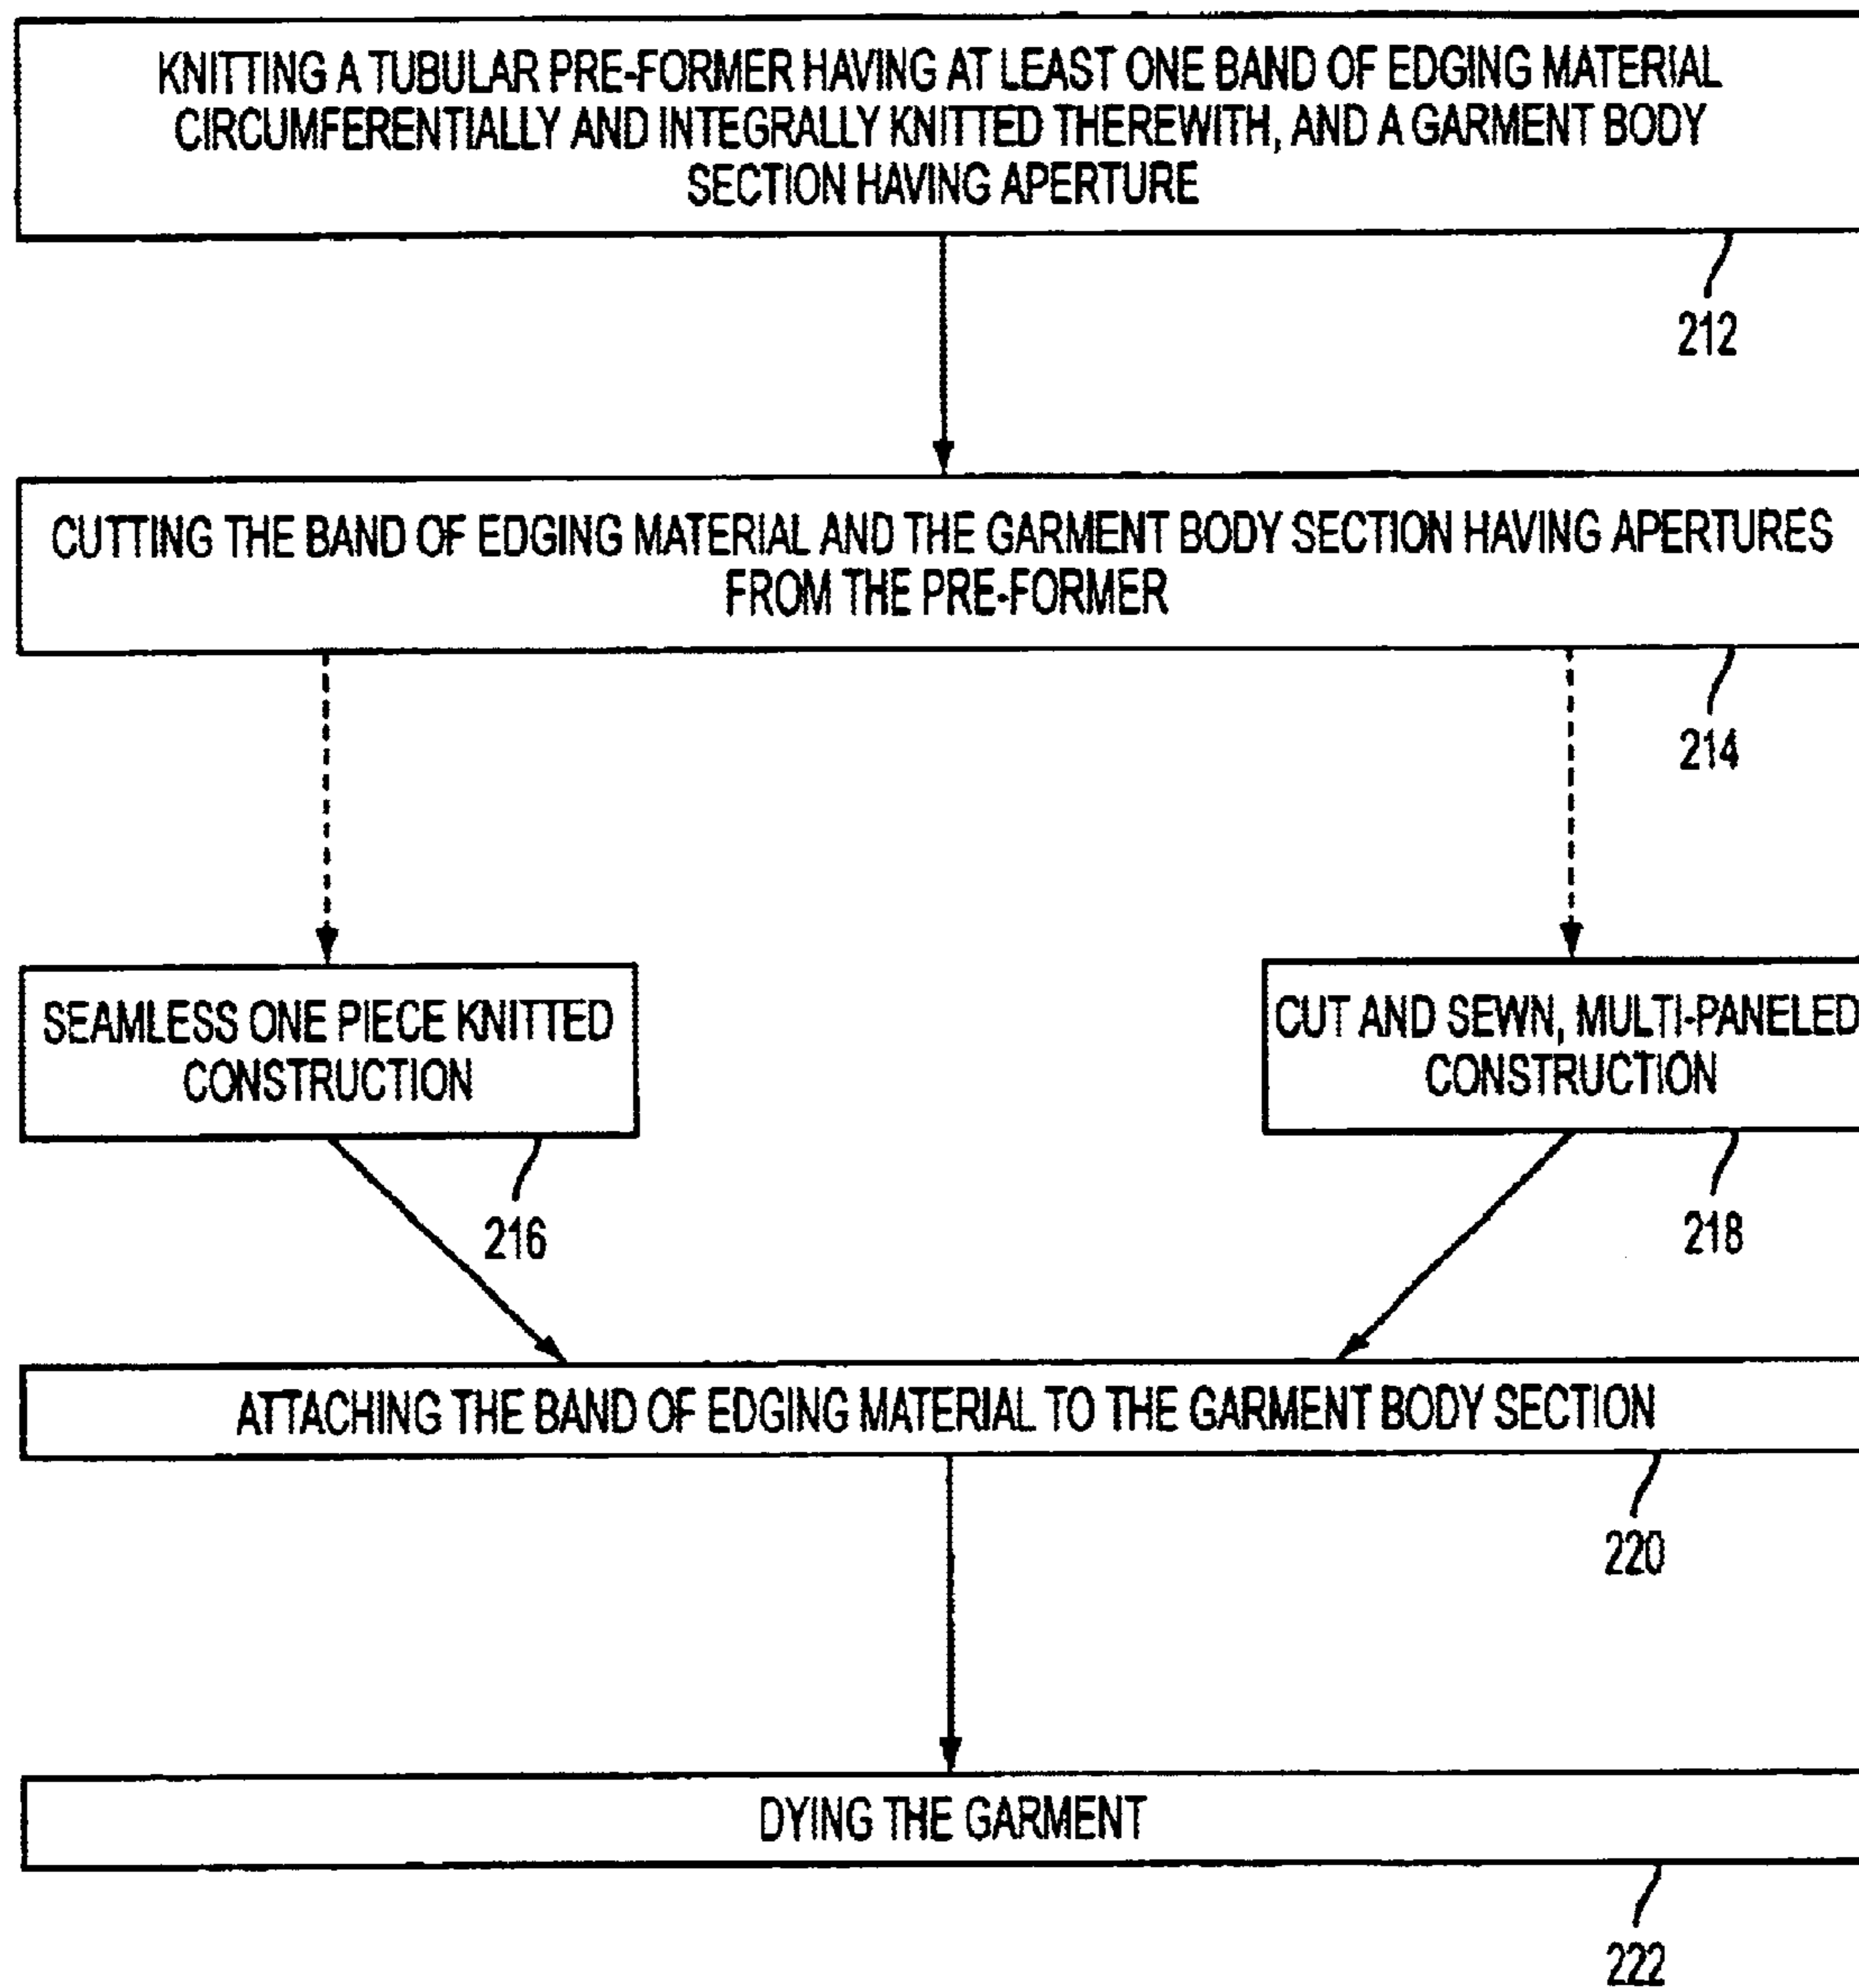 KNITTING A TUBULAR PRE-FORMER HAVING AT LEAST ONE BAND OF EDGING MATERIAL
CIRCUMFERENTIALLY AND INTEGRALLY KNITTED THEREWITH, AND A GARMENT BODY
SECTION HAVING APERTURE
212
CUTTING THE BAND OF EDGING MATERIAL AND THE GARMENT BODY SECTION HAVING APERTURES
FROM THE PRE-FORMER
214
SEAMLESS ONE PIECE KNITTED
CONSTRUCTION
216
CUT AND SEWN, MULTI-PANELED
CONSTRUCTION
218
ATTACHING THE BAND OF EDGING MATERIAL TO THE GARMENT BODY SECTION
220
DYING THE GARMENT
222